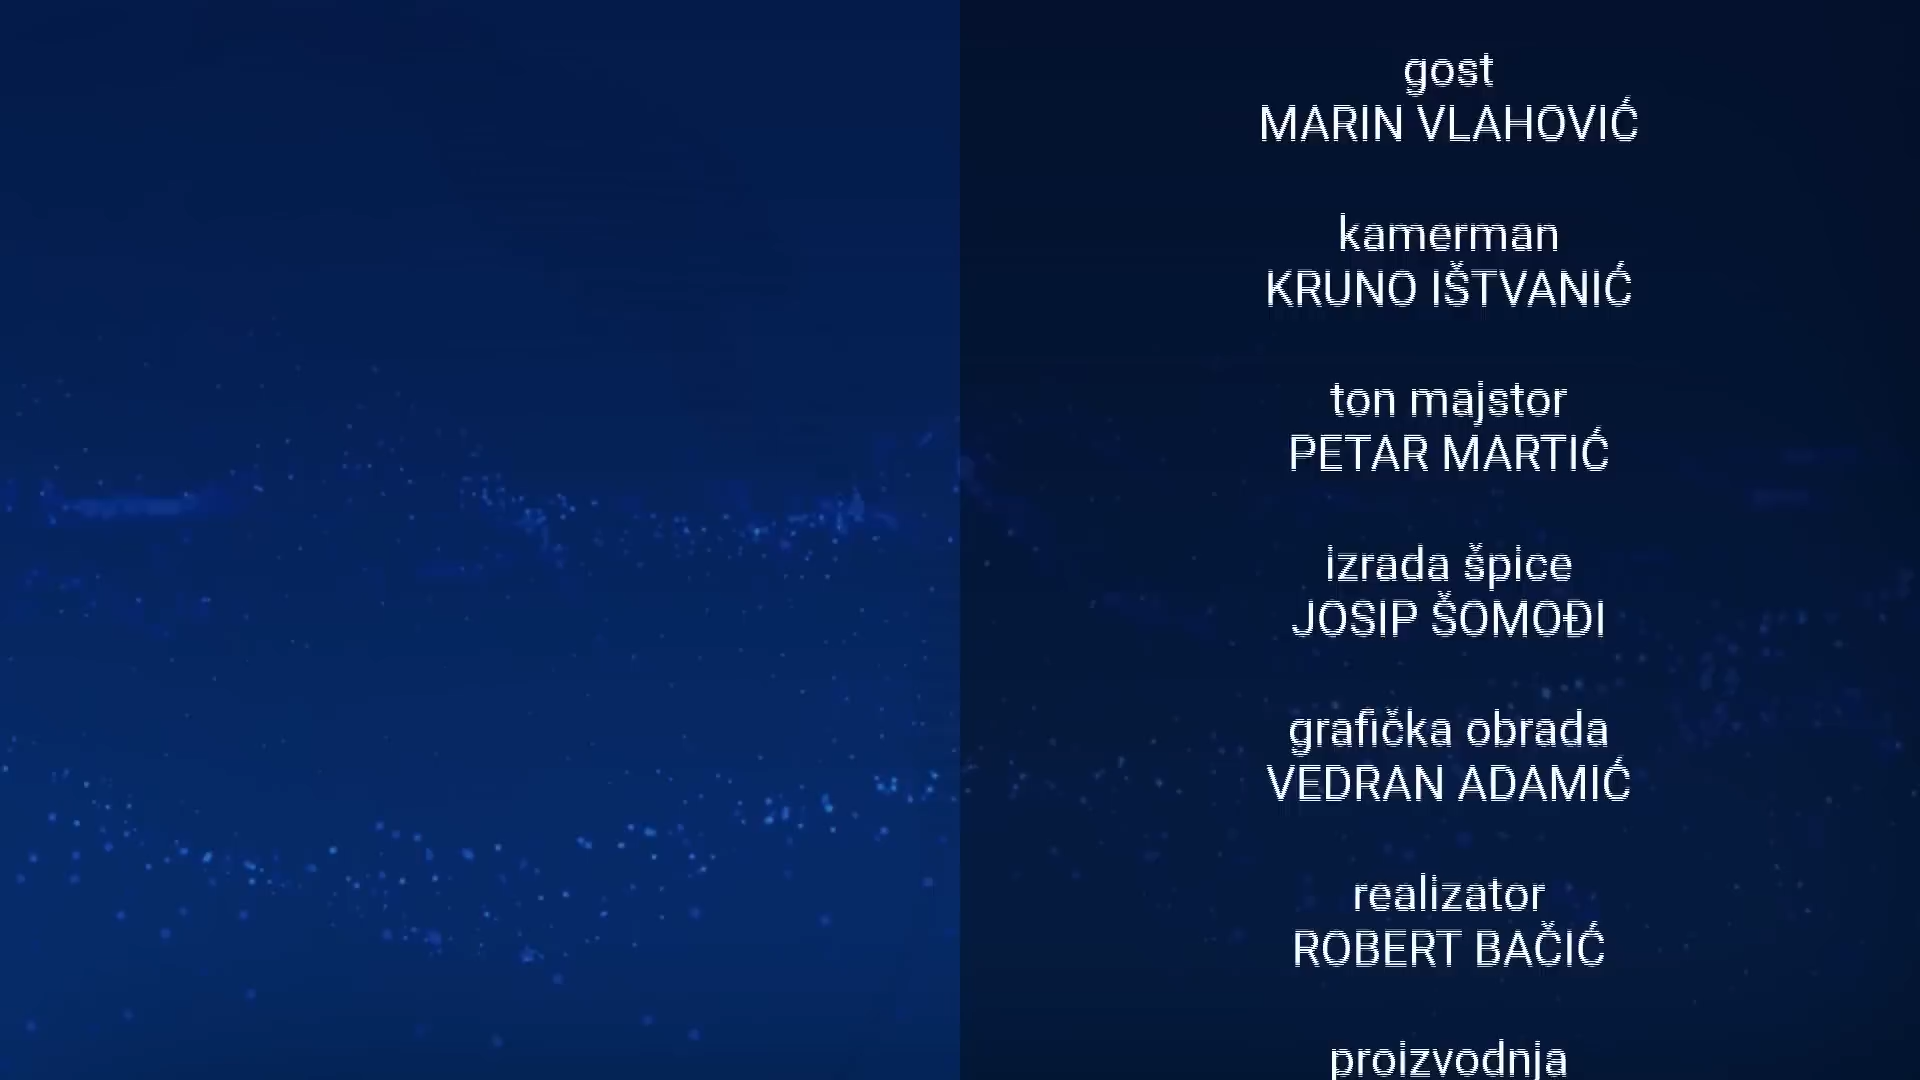 gost
MARIN VLAHOVIĆ
kamerman
KRUNO IŠTVANIĆ
ton majstor
PETAR MARTIĆ
izrada špice
JOSIP ŠOMOĐI
grafička obrada
VEDRAN ADAMIĆ
realizator
ROBERT BAČIĆ
proizvodnja